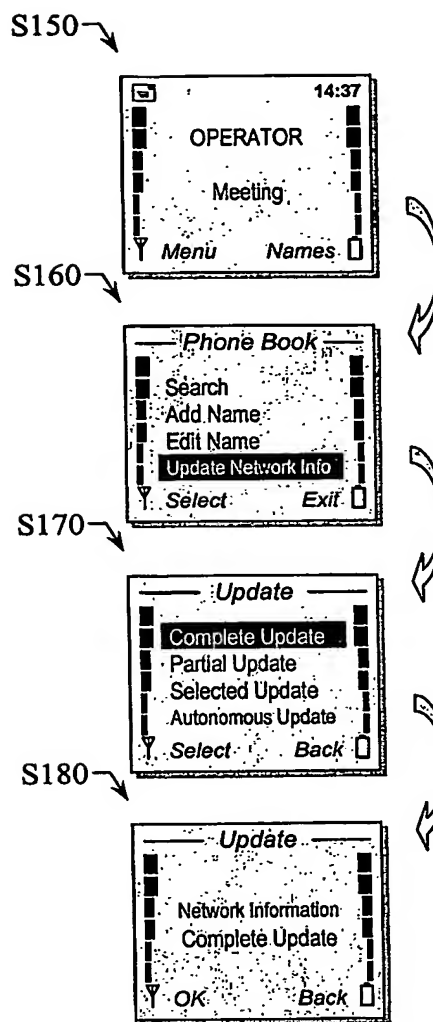 S150
14:37
OPERATOR
Meeting
Menu Names
S160
Phone Book
Search
Add Name
Edit Name
Update Network Info
Select Exit
S170
Update
Complete Update
Partial Update
Selected Update
Autonomous Update
Select Back
S180
Update
Network Information
Complete Update
OK Back